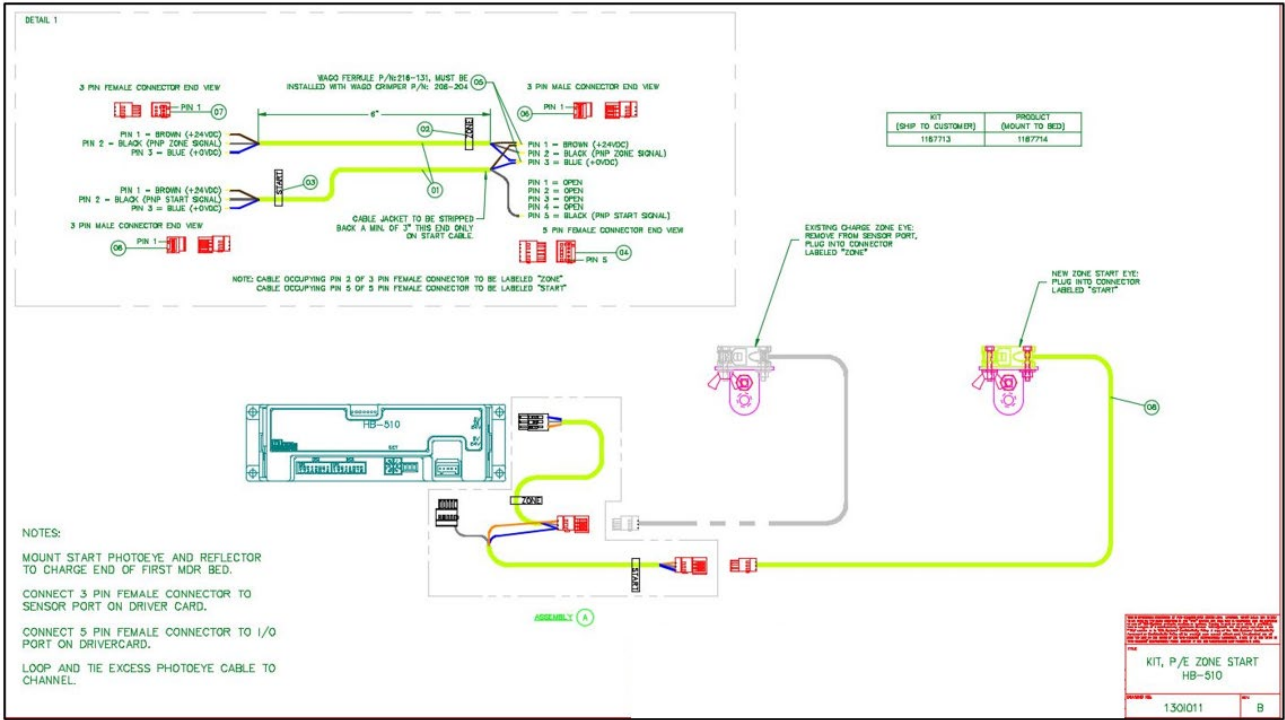 DETAIL 1
WAGO FERRULE P/N:216-131, MUST BE
INSTALLED WITH WAGO CRIMPER P/N: 206-204
05
3 PIN FEMALE CONNECTOR END VIEW
PIN 1
07
3 PIN MALE CONNECTOR END VIEW
06
PIN 1
6"
02
ZONE
PIN 1 = BROWN (+24VDC)
PIN 2 = BLACK (PNP ZONE SIGNAL)
PIN 3 = BLUE (+0VDC)
PIN 1 = BROWN (+24VDC)
PIN 2 = BLACK (PNP ZONE SIGNAL)
PIN 3 = BLUE (+0VDC)
START
03
01
PIN 1 = BROWN (+24VDC)
PIN 2 = BLACK (PNP START SIGNAL)
PIN 3 = BLUE (+0VDC)
PIN 1 = OPEN
PIN 2 = OPEN
PIN 3 = OPEN
PIN 4 = OPEN
PIN 5 = BLACK (PNP START SIGNAL)
CABLE JACKET TO BE STRIPPED
BACK A MIN. OF 3" THIS END ONLY
ON START CABLE.
3 PIN MALE CONNECTOR END VIEW
PIN 1
5 PIN FEMALE CONNECTOR END VIEW
04
PIN 5
NOTE: CABLE OCCUPYING PIN 2 OF 3 PIN FEMALE CONNECTOR TO BE LABELED "ZONE"
CABLE OCCUPYING PIN 5 OF 5 PIN FEMALE CONNECTOR TO BE LABELED "START"
KIT
(SHIP TO CUSTOMER)
PRODUCT
(MOUNT TO BED)
1187713
1187714
EXISTING CHARGE ZONE EYE:
REMOVE FROM SENSOR PORT,
PLUG INTO CONNECTOR
LABELED "ZONE"
NEW ZONE START EYE:
PLUG INTO CONNECTOR
LABELED "START"
HB-510
ZONE
START
ASSEMBLY A
NOTES:
MOUNT START PHOTOEYE AND REFLECTOR
TO CHARGE END OF FIRST MDR BED.
CONNECT 3 PIN FEMALE CONNECTOR TO
SENSOR PORT ON DRIVER CARD.
CONNECT 5 PIN FEMALE CONNECTOR TO I/O
PORT ON DRIVERCARD.
LOOP AND TIE EXCESS PHOTOEYE CABLE TO
CHANNEL.
TITLE
KIT, P/E ZONE START
HB-510
1301011
B